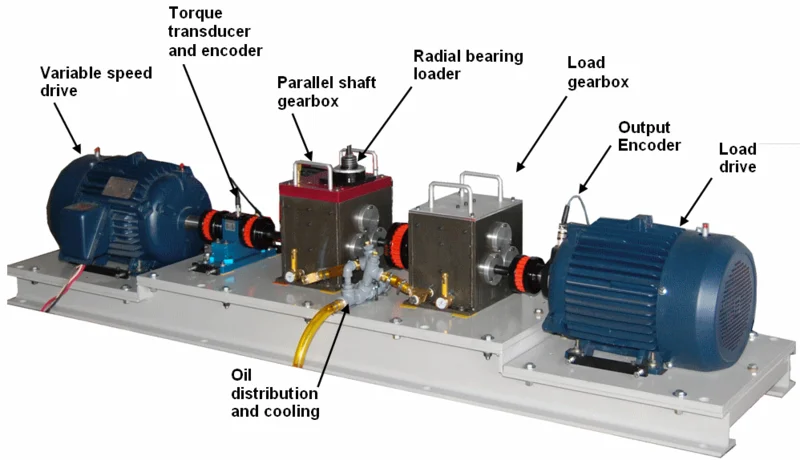 Torque
transducer
and encoder
Variable speed
drive
Parallel shaft
gearbox
Radial bearing
loader
Load
gearbox
Output
Encoder
Load
drive
Oil
distribution
and cooling